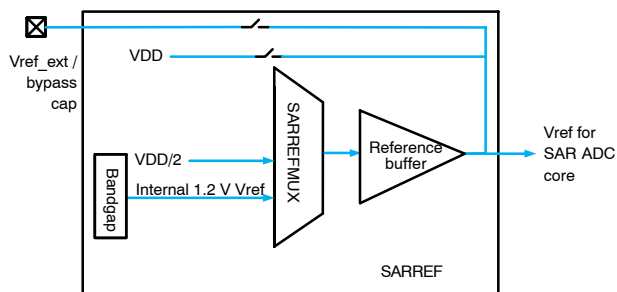 Vref_ext /
bypass
cap
VDD
SARREFMUX
VDD/2
Bandgap
Internal 1.2 V Vref
Reference
buffer
Vref for
SAR ADC
core
SARREF